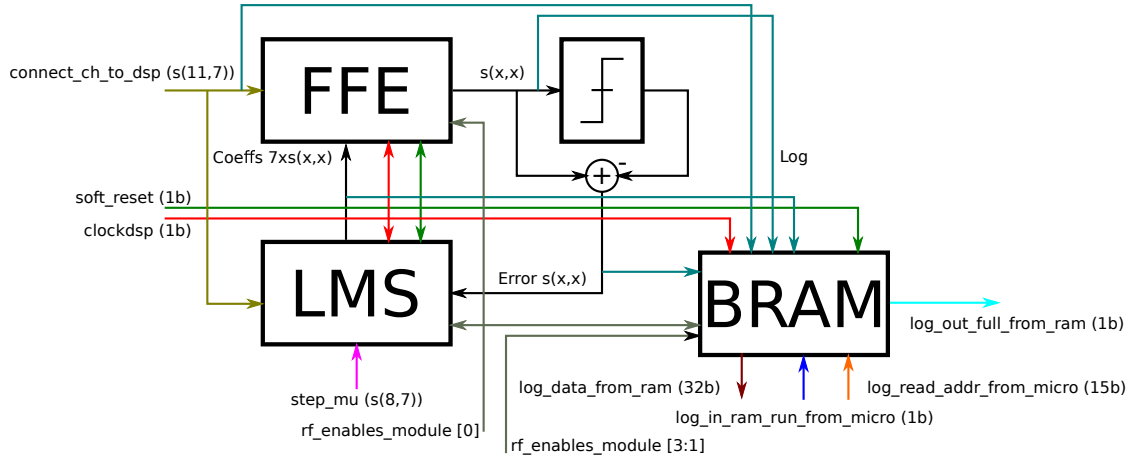 connect_ch_to_dsp (s(11,7))
FFE
s(x,x)
-
+
Log
Coeffs 7xs(x,x)
soft_reset (1b)
clockdsp (1b)
LMS
Error s(x,x)
BRAM
log_out_full_from_ram (1b)
step_mu (s(8,7))
log_data_from_ram (32b)
log_read_addr_from_micro (15b)
log_in_ram_run_from_micro (1b)
rf_enables_module [0]
rf_enables_module [3:1]